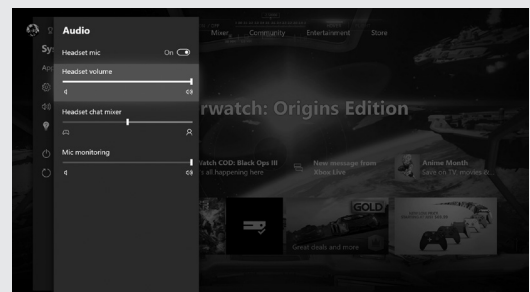 Audio
Mixer Community Entertainment Store
Sy
Headset mic On
App
Headset volume
rwatch: Origins Edition
Headset chat mixer
Mic monitoring
Watch COD: Black Ops III
New message from
Xbox Live
Anime Month
Save on TV, movies &...
's all happening here
GOLD
Great deals and more